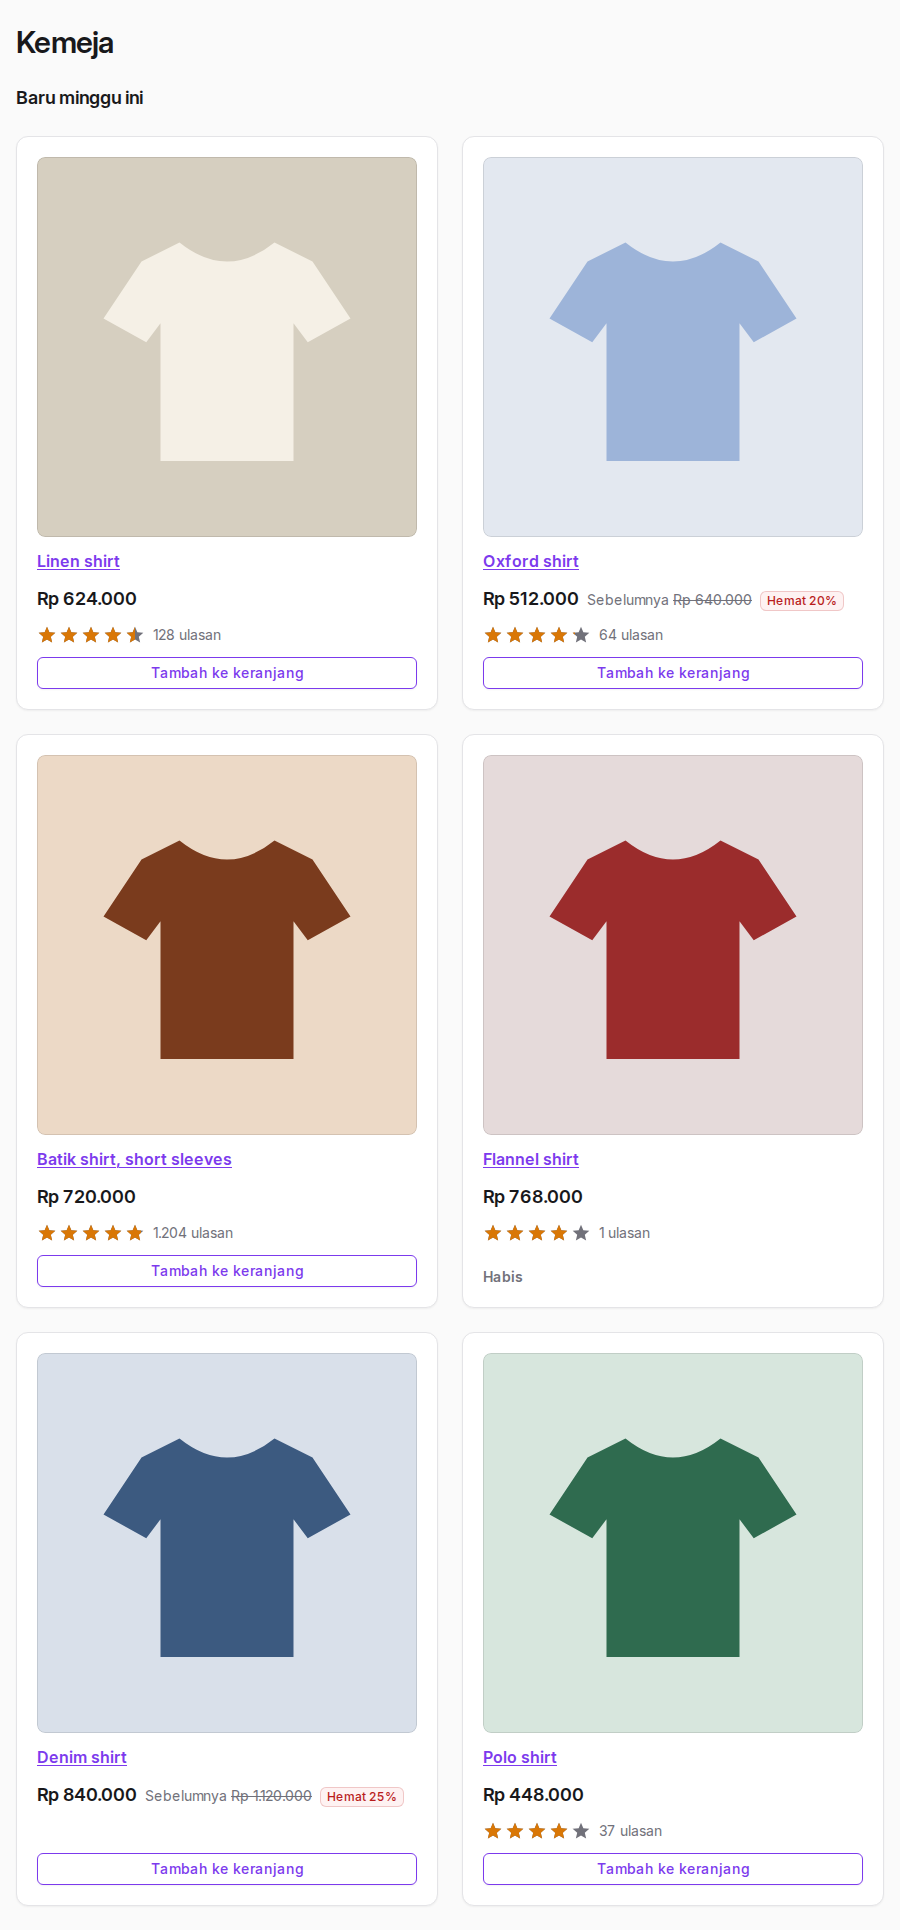 Kemeja
Baru minggu ini
Linen shirt
Rp 624.000
128 ulasan
Tambah ke keranjang
Oxford shirt
Rp 512.000 Sebelumnya Rp 640.000 Hemat 20%
64 ulasan
Tambah ke keranjang
Batik shirt, short sleeves
Rp 720.000
1.204 ulasan
Tambah ke keranjang
Flannel shirt
Rp 768.000
1 ulasan
Habis
Denim shirt
Rp 840.000 Sebelumnya Rp 1.120.000 Hemat 25%
Tambah ke keranjang
Polo shirt
Rp 448.000
37 ulasan
Tambah ke keranjang